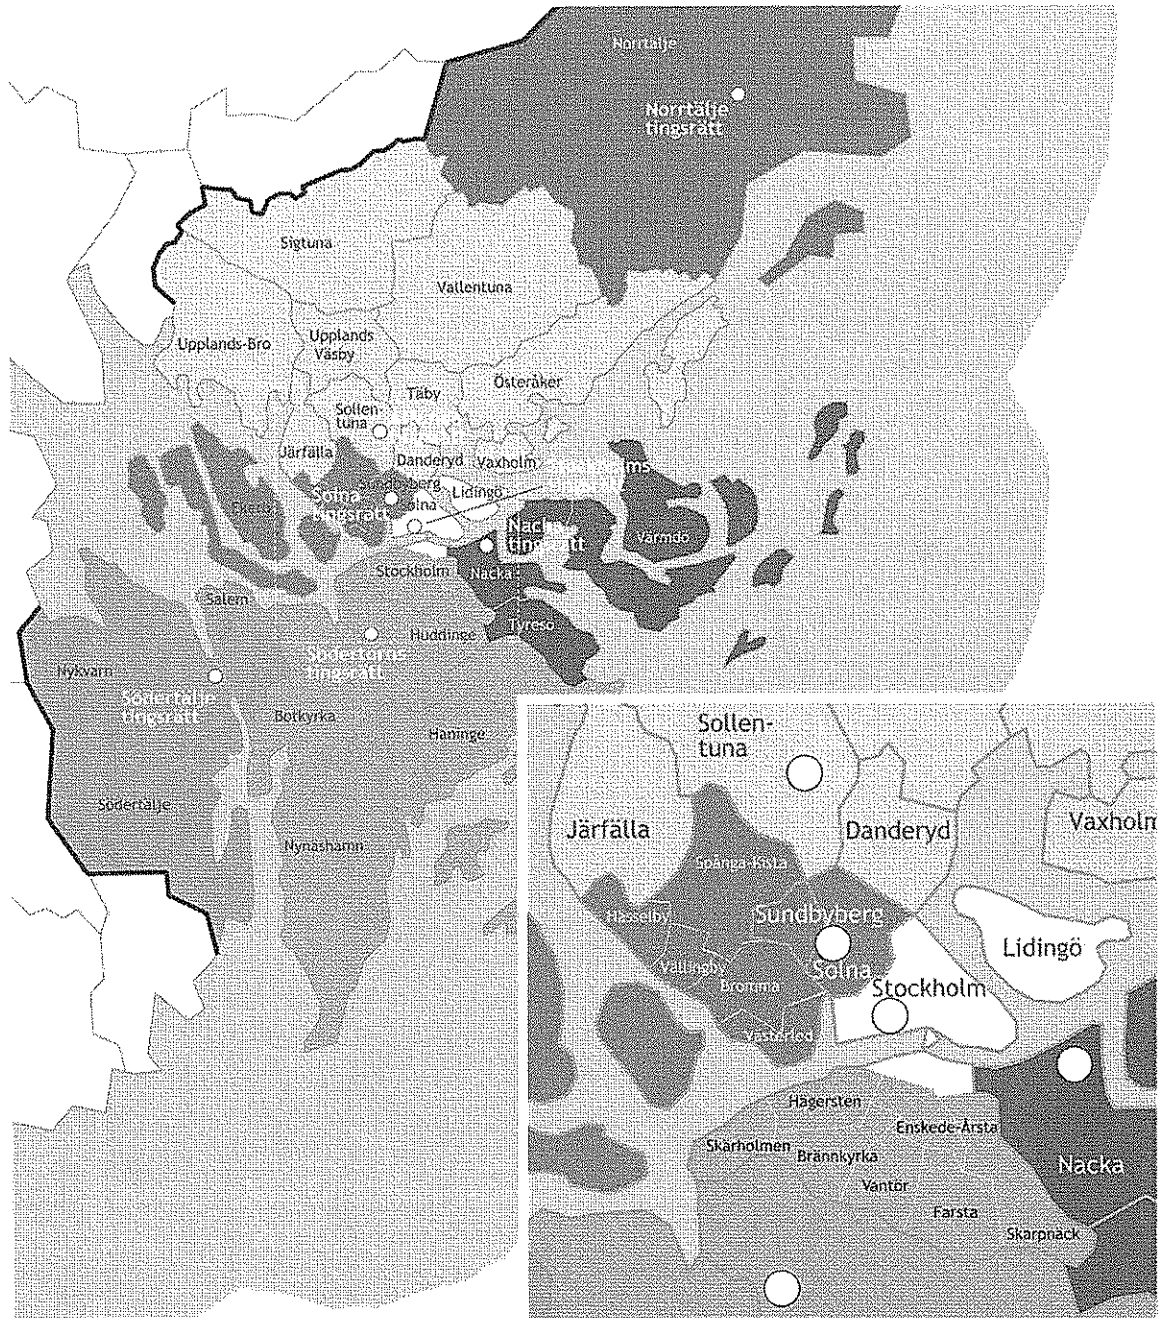 Norrtälje
Norrtälje
tingsrätt
Sigtuna
Vallentuna
Upplands-Bro
Upplands
Väsby
Täby
Österåker
Sollen-
tuna
Järfälla
Danderyd
Vaxholm
Sundbyberg
Lidingö
Solna
tingsrätt
Ekerö
Nacka
tingsrätt
Värmdö
Stockholm
Nacka
Salem
Tyresö
Huddinge
Södertörns
tingsrätt
Nykvarn
Södertälje
tingsrätt
Botkyrka
Haninge
Södertälje
Nynäshamn
Sollen-
tuna
Järfälla
Danderyd
Vaxholm
Spånga-Kista
Hässelby
Sundbyberg
Lidingö
Vällingby
Solna
Bromma
Stockholm
Västerled
Hägersten
Enskede-Årsta
Skärholmen
Brännkyrka
Nacka
Vantör
Farsta
Skarpnäck